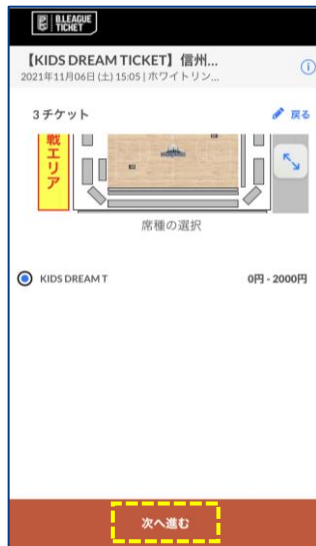 B.LEAGUE
TICKET
【KIDS DREAM TICKET】信州...
2021年11月06日 (土) 15:05 | ホワイトリン...
3 チケット
戻る
戦エリア
席種の選択
KIDS DREAM T
0円 - 2000円
次へ進む